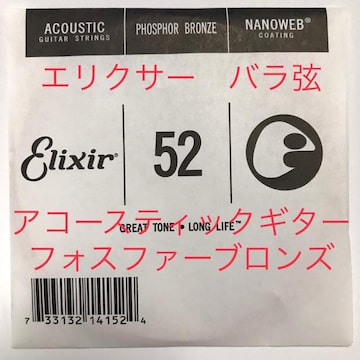 ACOUSTIC
GUITAR STRINGS
PHOSPHOR BRONZE
NANOWEB®
COATING
エリクサー バラ弦
Elixir®
52
アコースティックギター
GREAT TONE • LONG LIFE™
フォスファーブロンズ
7 33132 14152 4